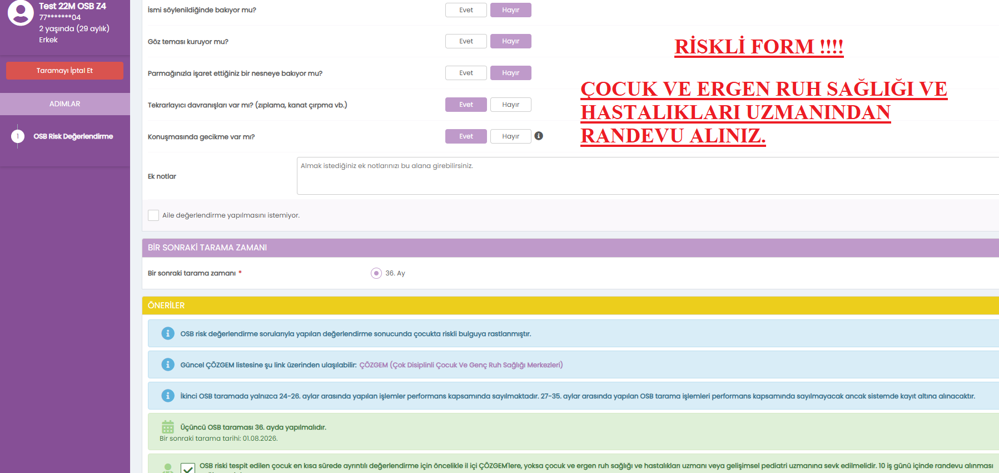 Test 22M OSB Z4
77*******04
2 yaşında (29 aylık)
Erkek
Taramayı İptal Et
ADIMLAR
1 OSB Risk Değerlendirme
İsmi söylenildiğinde bakıyor mu? Evet Hayır
Göz teması kuruyor mu? Evet Hayır
Parmağınızla işaret ettiğiniz bir nesneye bakıyor mu? Evet Hayır
Tekrarlayıcı davranışları var mı? (zıplama, kanat çırpma vb.) Evet Hayır
Konuşmasında gecikme var mı? Evet Hayır
RİSKLİ FORM !!!!
ÇOCUK VE ERGEN RUH SAĞLIĞI VE
HASTALIKLARI UZMANINDAN
RANDEVU ALINIZ.
Ek notlar
Almak istediğiniz ek notlarınızı bu alana girebilirsiniz.
Aile değerlendirme yapılmasını istemiyor.
BİR SONRAKİ TARAMA ZAMANI
Bir sonraki tarama zamanı * 36. Ay
ÖNERİLER
OSB risk değerlendirme sorularıyla yapılan değerlendirme sonucunda çocukta riskli bulguya rastlanmıştır.
Güncel ÇÖZGEM listesine şu link üzerinden ulaşılabilir: ÇÖZGEM (Çok Disiplinli Çocuk Ve Genç Ruh Sağlığı Merkezleri)
İkinci OSB taramada yalnızca 24-26. aylar arasında yapılan işlemler performans kapsamında sayılmaktadır. 27-35. aylar arasında yapılan OSB tarama işlemleri performans kapsamında sayılmayacak ancak sistemde kayıt altına alınacaktır.
Üçüncü OSB taraması 36. ayda yapılmalıdır.
Bir sonraki tarama tarihi: 01.08.2026.
OSB riski tespit edilen çocuk en kısa sürede ayrıntılı değerlendirme için öncelikle il içi ÇÖZGEM'lere, yoksa çocuk ve ergen ruh sağlığı ve hastalıkları uzmanı veya gelişimsel pediatri uzmanına sevk edilmelidir. 10 iş günü içinde randevu alınması